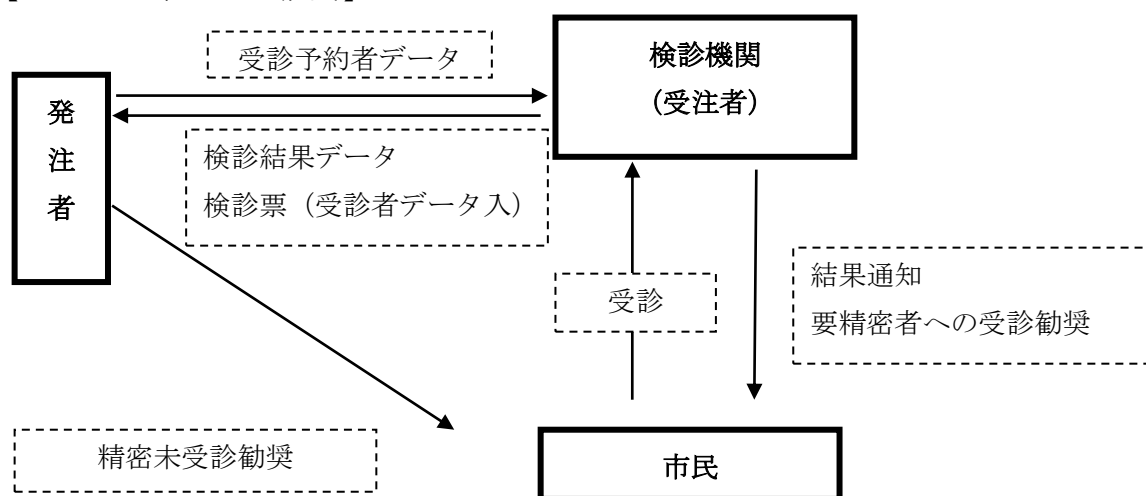 受診予約者データ
検診機関
（受注者）
発
注
者
検診結果データ
検診票（受診者データ入）
受診
結果通知
要精密者への受診勧奨
精密未受診勧奨
市民